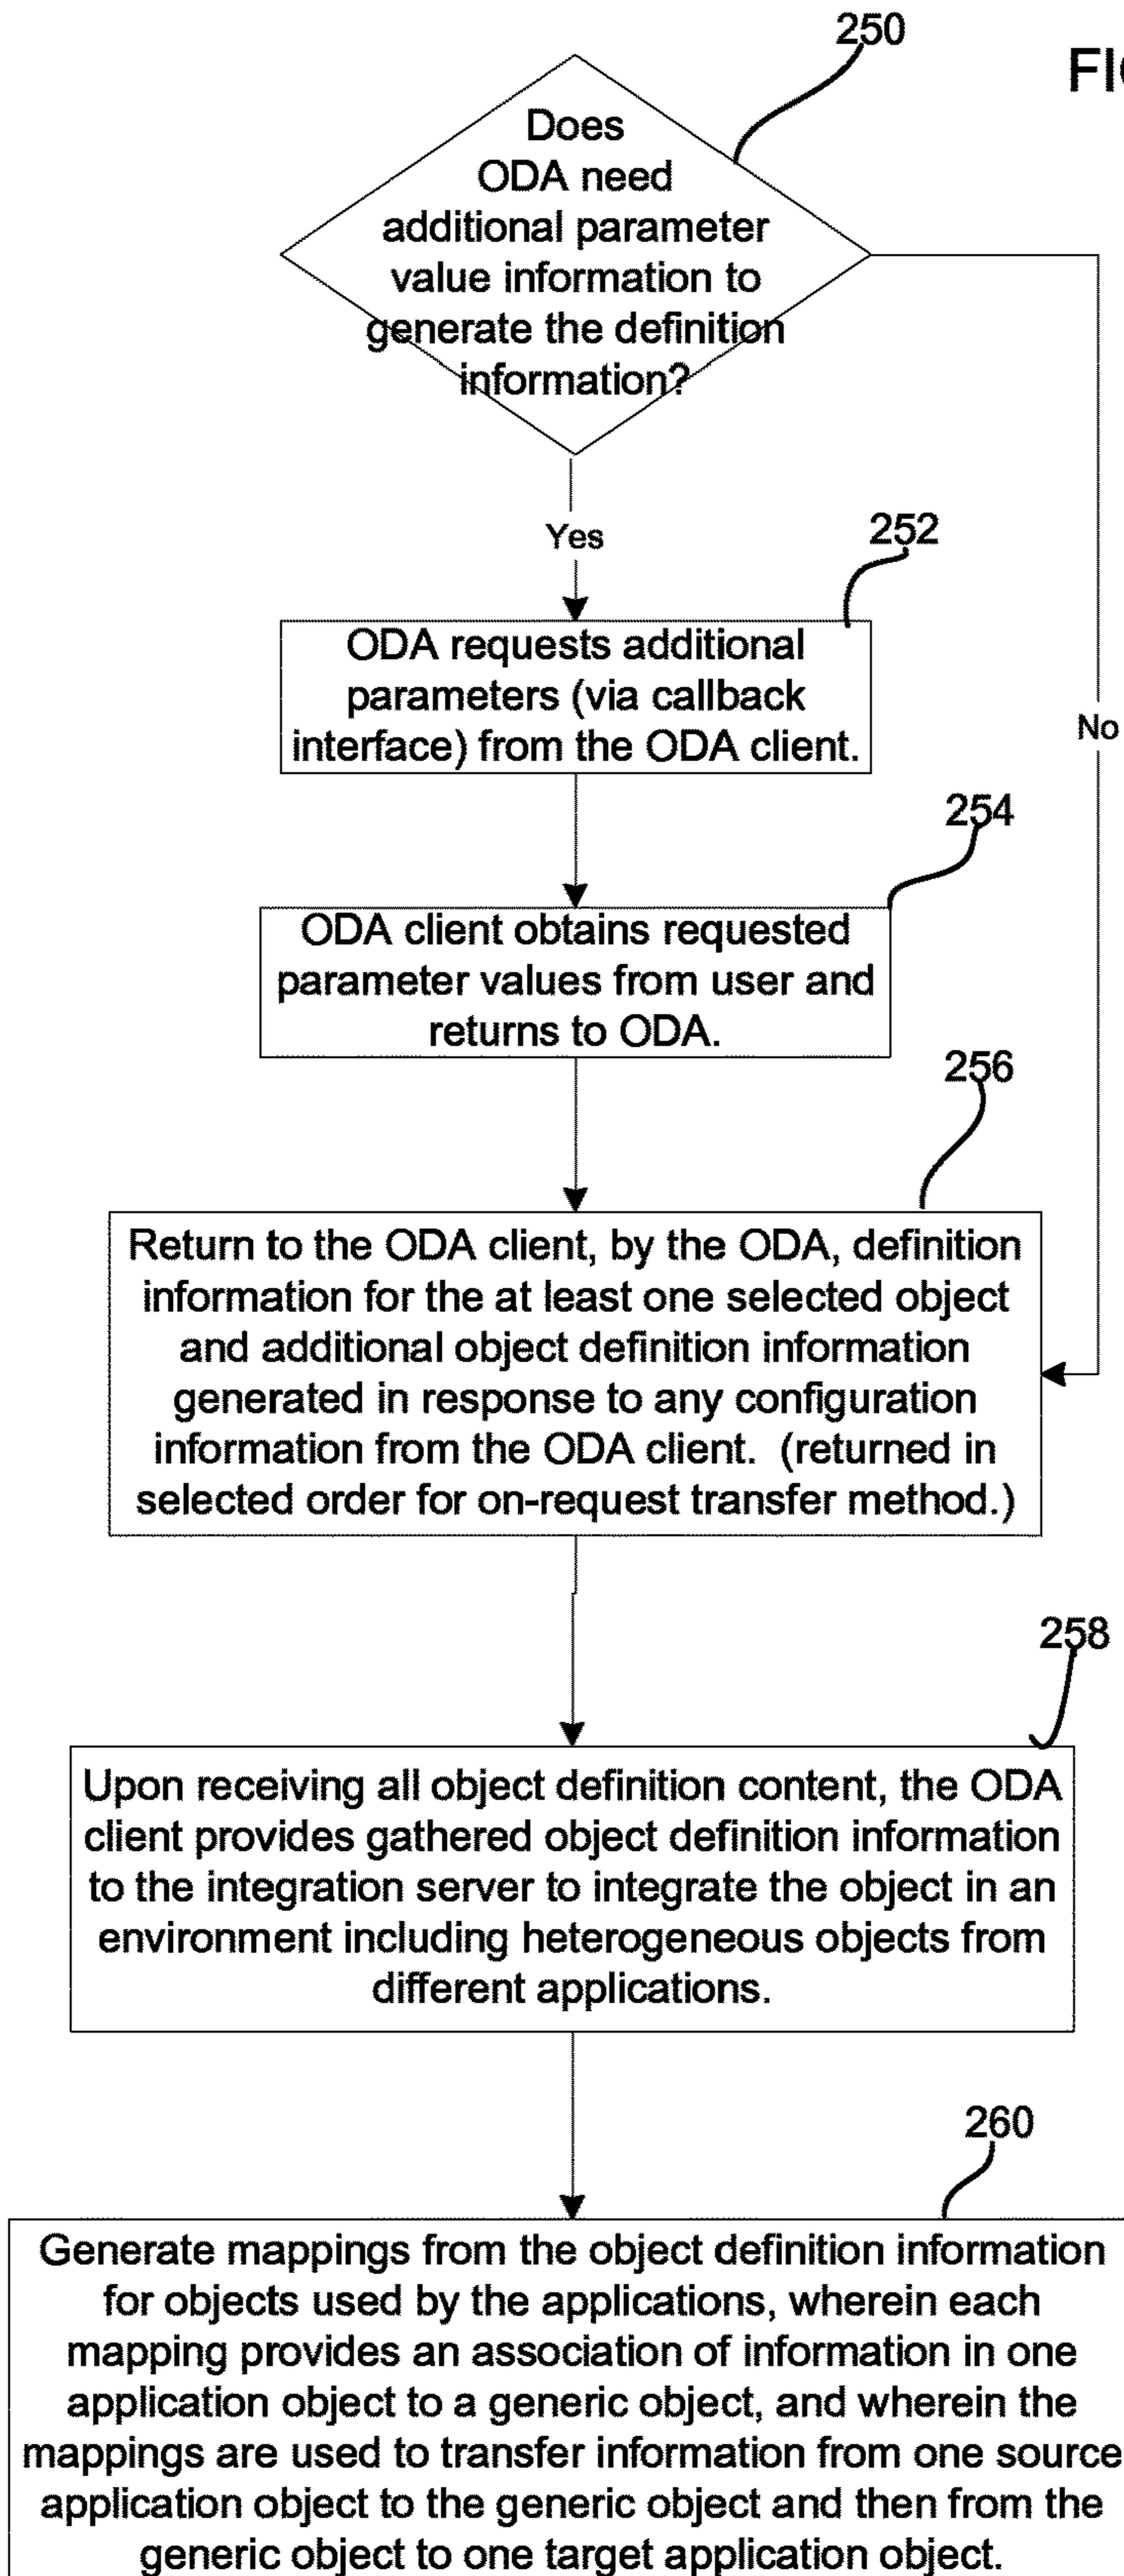 250
FIG
Does
ODA need
additional parameter
value information to
generate the definition
information?
Yes
252
ODA requests additional
parameters (via callback
interface) from the ODA client.
No
254
ODA client obtains requested
parameter values from user and
returns to ODA.
256
Return to the ODA client, by the ODA, definition
information for the at least one selected object
and additional object definition information
generated in response to any configuration
information from the ODA client.  (returned in
selected order for on-request transfer method.)
258
Upon receiving all object definition content, the ODA
client provides gathered object definition information
to the integration server to integrate the object in an
environment including heterogeneous objects from
different applications.
260
Generate mappings from the object definition information
for objects used by the applications, wherein each
mapping provides an association of information in one
application object to a generic object, and wherein the
mappings are used to transfer information from one source
application object to the generic object and then from the
generic object to one target application object.